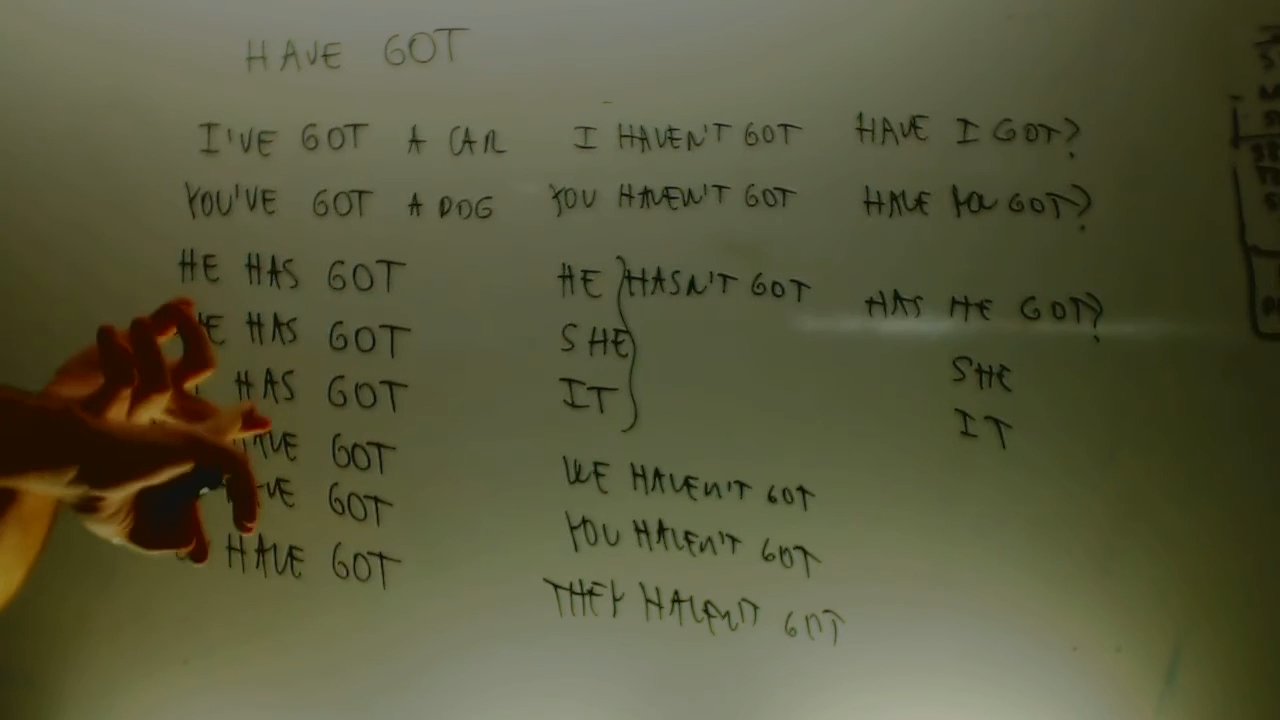 HAVE GOT
I'VE GOT A CAR I HAVEN'T GOT HAVE I GOT?
YOU'VE GOT A DOG YOU HAVEN'T GOT HAVE YOU GOT?
HE HAS GOT HE HASN'T GOT HAS HE GOT?
HAS GOT SHE SHE
HAS GOT IT IT
GOT WE HAVEN'T GOT
GOT YOU HAVEN'T GOT
HAVE GOT THEY HAVEN'T GOT